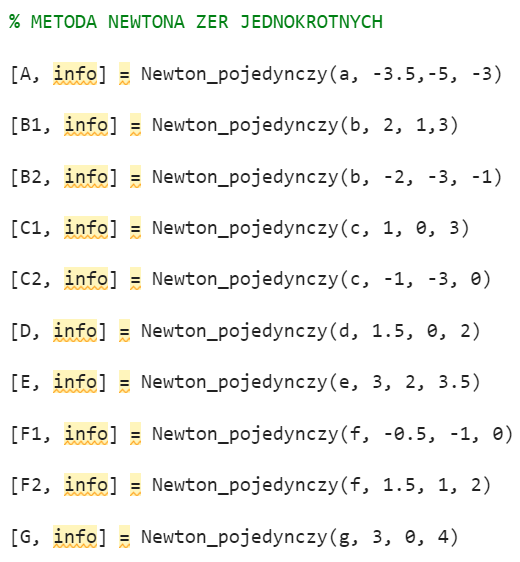 % METODA NEWTONA ZER JEDNOKROTNYCH
[A, info] = Newton_pojedynczy(a, -3.5,-5, -3)
[B1, info] = Newton_pojedynczy(b, 2, 1,3)
[B2, info] = Newton_pojedynczy(b, -2, -3, -1)
[C1, info] = Newton_pojedynczy(c, 1, 0, 3)
[C2, info] = Newton_pojedynczy(c, -1, -3, 0)
[D, info] = Newton_pojedynczy(d, 1.5, 0, 2)
[E, info] = Newton_pojedynczy(e, 3, 2, 3.5)
[F1, info] = Newton_pojedynczy(f, -0.5, -1, 0)
[F2, info] = Newton_pojedynczy(f, 1.5, 1, 2)
[G, info] = Newton_pojedynczy(g, 3, 0, 4)